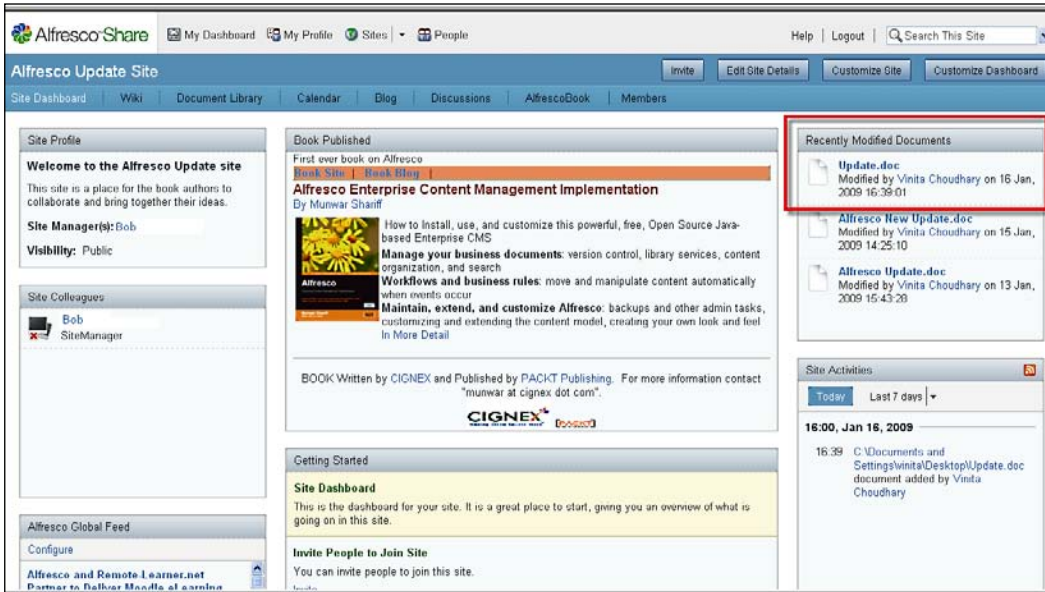 Alfresco Share My Dashboard My Profile Sites People Help | Logout | Search This Site
Alfresco Update Site Invite Edit Site Details Customize Site Customize Dashboard
Site Dashboard Wiki Document Library Calendar Blog Discussions AlfrescoBook Members
Site Profile
Welcome to the Alfresco Update site
This site is a place for the book authors to
collaborate and bring together their ideas.
Site Manager(s): Bob
Visibility: Public
Site Colleagues
Bob
SiteManager
Alfresco Global Feed
Configure
Alfresco and Remote-Learner.net
Partner to Deliver Moodle eLearning
Book Published
First ever book on Alfresco
Book Site | Book Blog |
Alfresco Enterprise Content Management Implementation
By Munwar Shariff
Alfresco
How to Install, use, and customize this powerful, free, Open Source Java-
based Enterprise CMS
Manage your business documents: version control, library services, content
organization, and search
Workflows and business rules: move and manipulate content automatically
when events occur
Maintain, extend, and customize Alfresco: backups and other admin tasks,
customizing and extending the content model, creating your own look and feel
In More Detail
BOOK Written by CIGNEX and Published by PACKT Publishing. For more information contact
"munwar at cignex dot com".
CIGNEX
[PACKT]
Getting Started
Site Dashboard
This is the dashboard for your site. It is a great place to start, giving you an overview of what is
going on in this site.
Invite People to Join Site
You can invite people to join this site.
Invite
Recently Modified Documents
Update.doc
Modified by Vinita Choudhary on 16 Jan,
2009 16:39:01
Alfresco New Update.doc
Modified by Vinita Choudhary on 15 Jan,
2009 14:25:10
Alfresco Update.doc
Modified by Vinita Choudhary on 13 Jan,
2009 15:43:28
Site Activities
Today Last 7 days
16:00, Jan 16, 2009
16:39 C:\Documents and
Settings\vinita\Desktop\Update.doc
document added by Vinita
Choudhary